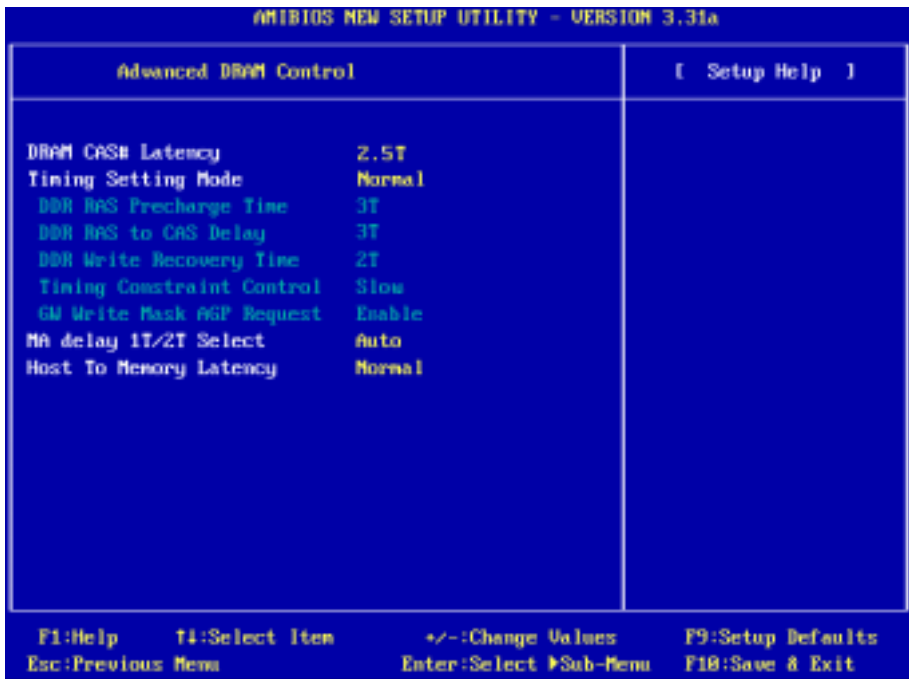 AMIBIOS NEW SETUP UTILITY - VERSION 3.31a
Advanced DRAM Control
[ Setup Help ]
DRAM CAS# Latency 2.5T
Timing Setting Mode Normal
DDR RAS Precharge Time 3T
DDR RAS to CAS Delay 3T
DDR Write Recovery Time 2T
Timing Constraint Control Slow
GW Write Mask AGP Request Enable
MA delay 1T/2T Select Auto
Host To Memory Latency Normal
F1:Help ↑↓:Select Item +/-:Change Values F9:Setup Defaults
Esc:Previous Menu Enter:Select ▶Sub-Menu F10:Save & Exit